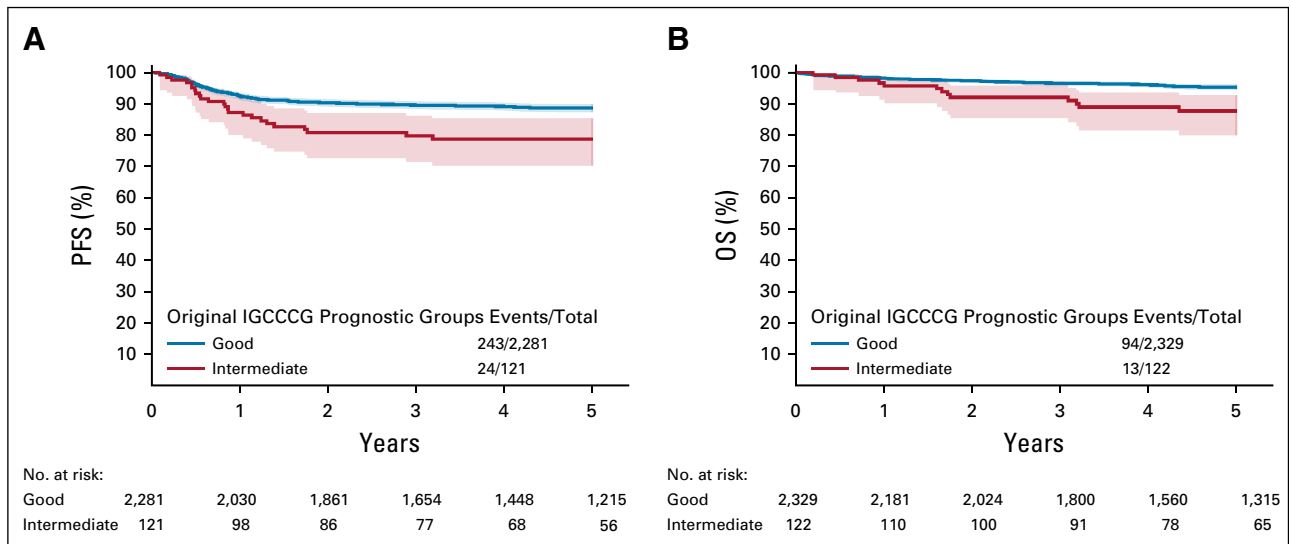 A
PFS (%)
100
90
80
70
60
50
40
30
20
10
Original IGCCCG Prognostic Groups Events/Total
Good 243/2,281
Intermediate 24/121
0 1 2 3 4 5
Years
No. at risk:
Good 2,281 2,030 1,861 1,654 1,448 1,215
Intermediate 121 98 86 77 68 56
B
OS (%)
100
90
80
70
60
50
40
30
20
10
Original IGCCCG Prognostic Groups Events/Total
Good 94/2,329
Intermediate 13/122
0 1 2 3 4 5
Years
No. at risk:
Good 2,329 2,181 2,024 1,800 1,560 1,315
Intermediate 122 110 100 91 78 65